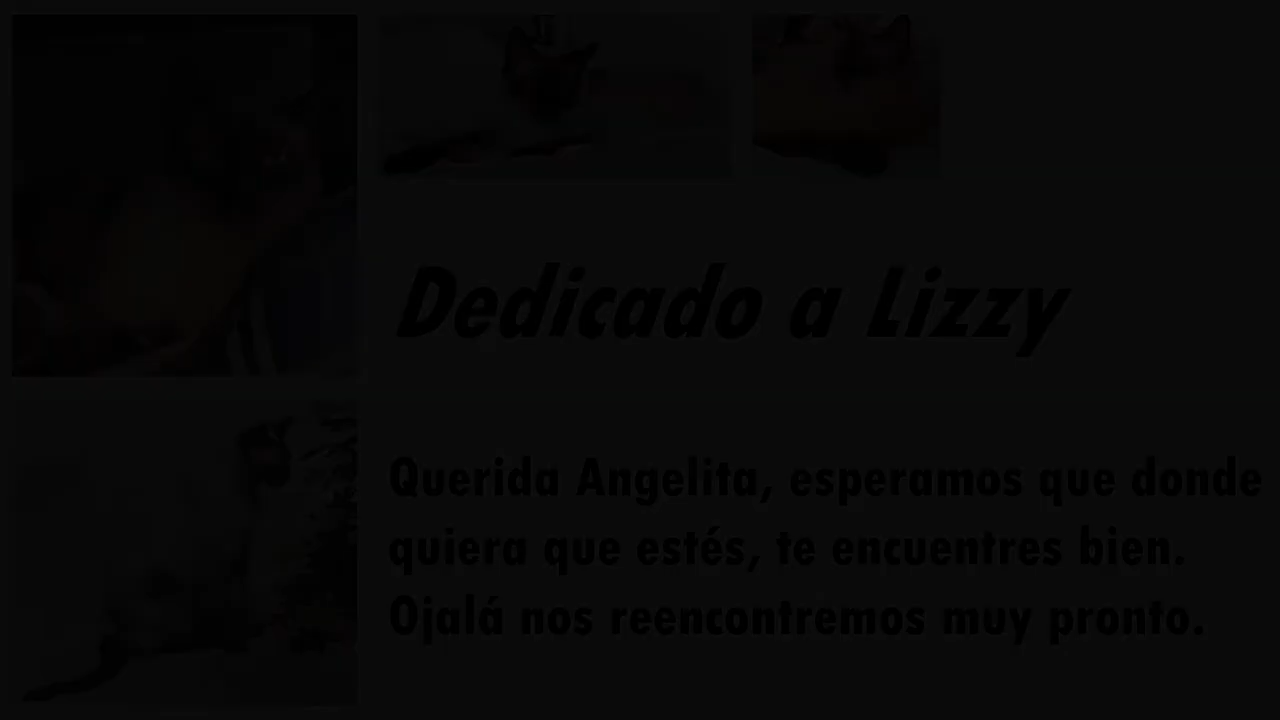 Dedicado a Lizzy
Querida Angelita, esperamos que donde
quiera que estés, te encuentres bien.
Ojalá nos reencontremos muy pronto.